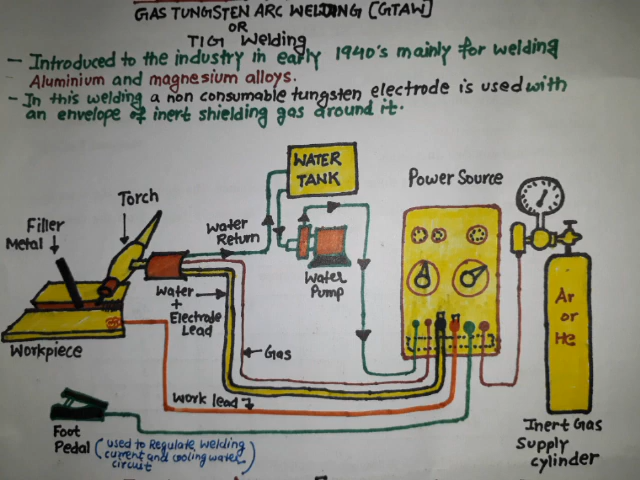 GAS TUNGSTEN ARC WELDING [GTAW]
OR
TIG Welding
- Introduced to the industry in early 1940's mainly for welding
Aluminium and magnesium alloys.
- In this welding a non consumable tungsten electrode is used with
an envelope of inert shielding gas around it.
WATER
TANK
Power Source
Torch
Filler
Metal
Water
Return
Water
Pump
Water
+
Electrode
Lead
Ar
or
He
Workpiece
Gas
Work lead
Foot
Pedal
(used to Regulate welding
current and cooling water
circuit)
Inert Gas
Supply
cylinder